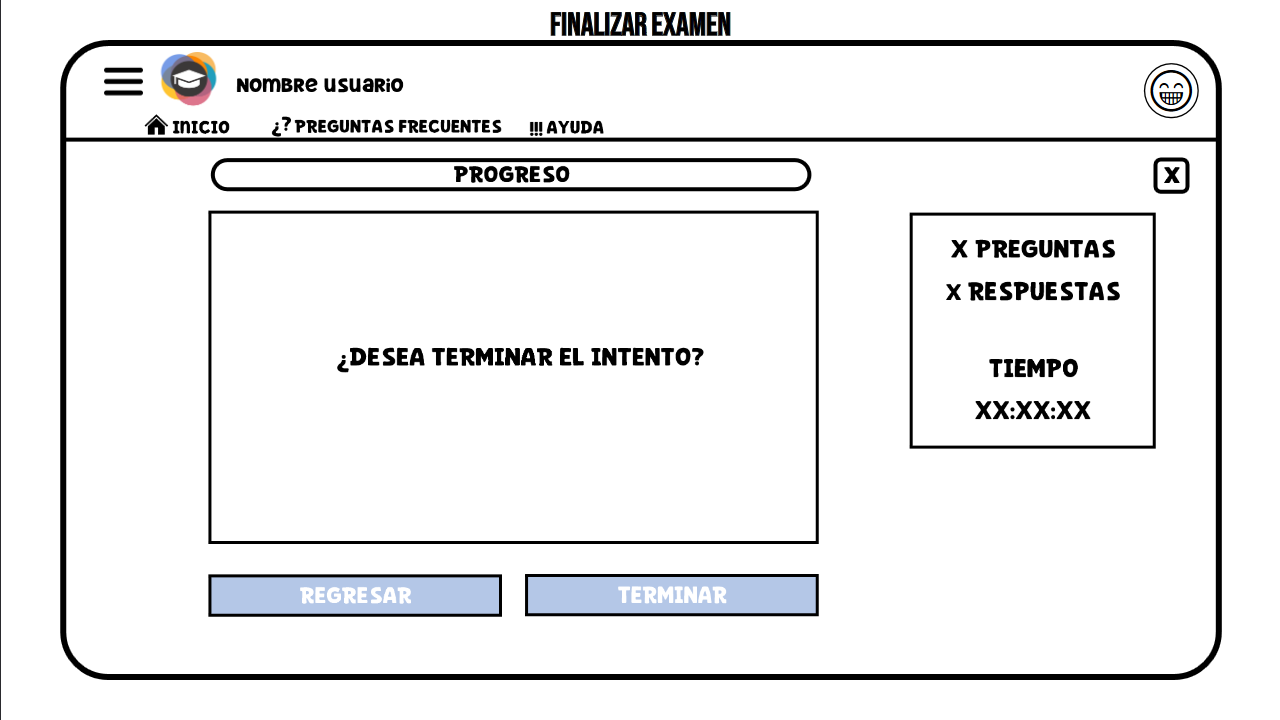 FINALIZAR EXAMEN
NOMBRE USUARIO
INICIO ¿? PREGUNTAS FRECUENTES !!! AYUDA
PROGRESO
X
X PREGUNTAS
X RESPUESTAS
¿DESEA TERMINAR EL INTENTO?
TIEMPO
XX:XX:XX
REGRESAR TERMINAR